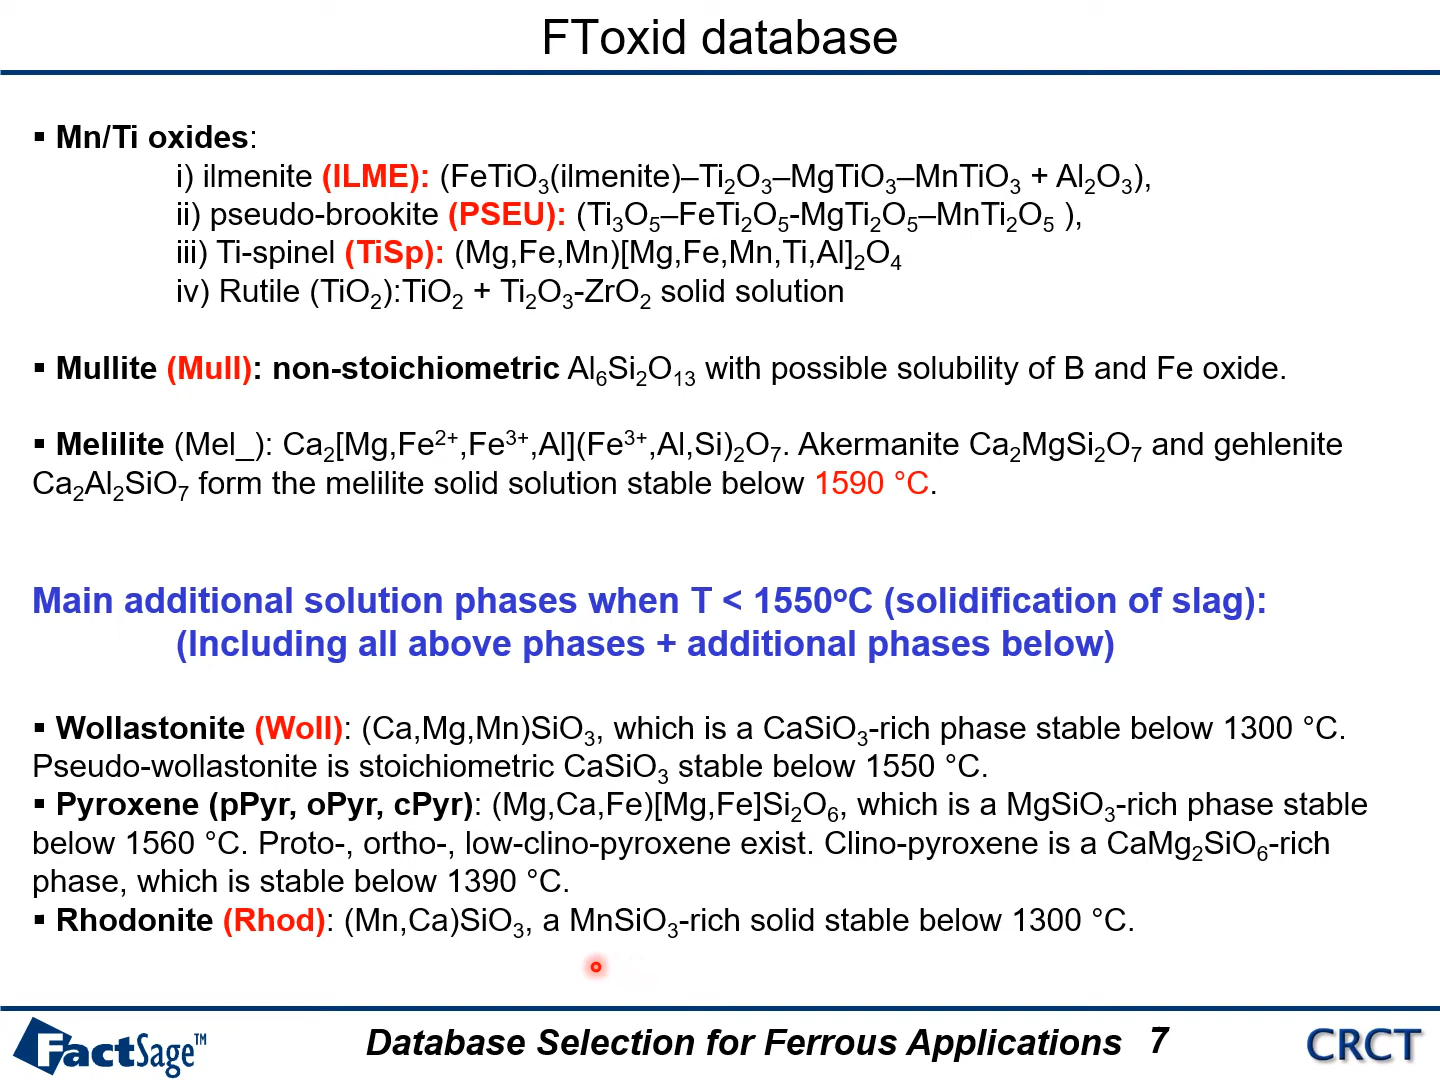 FToxid database
▪ Mn/Ti oxides:
i) ilmenite (ILME): (FeTiO₃(ilmenite)–Ti₂O₃–MgTiO₃–MnTiO₃ + Al₂O₃),
ii) pseudo-brookite (PSEU): (Ti₃O₅–FeTi₂O₅-MgTi₂O₅–MnTi₂O₅ ),
iii) Ti-spinel (TiSp): (Mg,Fe,Mn)[Mg,Fe,Mn,Ti,Al]₂O₄
iv) Rutile (TiO₂):TiO₂ + Ti₂O₃-ZrO₂ solid solution
▪ Mullite (Mull): non-stoichiometric Al₆Si₂O₁₃ with possible solubility of B and Fe oxide.
▪ Melilite (Mel_): Ca₂[Mg,Fe²⁺,Fe³⁺,Al](Fe³⁺,Al,Si)₂O₇. Akermanite Ca₂MgSi₂O₇ and gehlenite
Ca₂Al₂SiO₇ form the melilite solid solution stable below 1590 °C.
Main additional solution phases when T < 1550ºC (solidification of slag):
(Including all above phases + additional phases below)
▪ Wollastonite (Woll): (Ca,Mg,Mn)SiO₃, which is a CaSiO₃-rich phase stable below 1300 °C.
Pseudo-wollastonite is stoichiometric CaSiO₃ stable below 1550 °C.
▪ Pyroxene (pPyr, oPyr, cPyr): (Mg,Ca,Fe)[Mg,Fe]Si₂O₆, which is a MgSiO₃-rich phase stable
below 1560 °C. Proto-, ortho-, low-clino-pyroxene exist. Clino-pyroxene is a CaMg₂SiO₆-rich
phase, which is stable below 1390 °C.
▪ Rhodonite (Rhod): (Mn,Ca)SiO₃, a MnSiO₃-rich solid stable below 1300 °C.
FactSage™
Database Selection for Ferrous Applications 7
CRCT